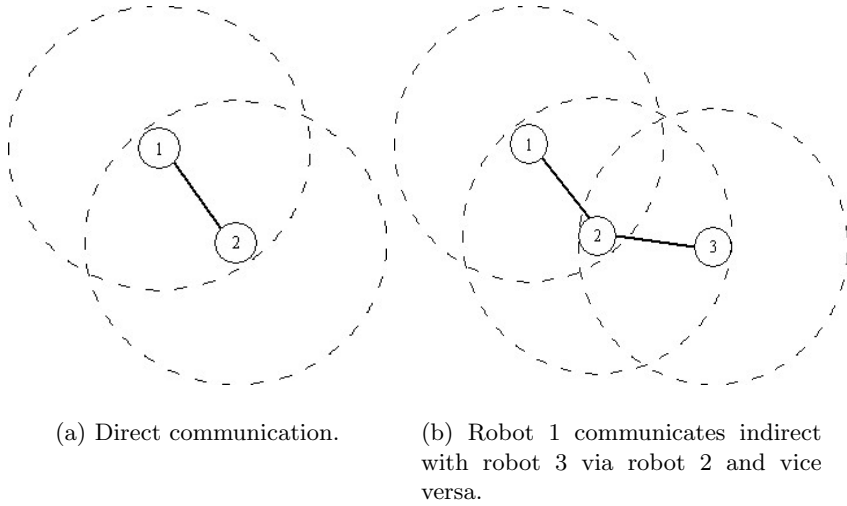 1
2
1
2
3
(a) Direct communication.
(b) Robot 1 communicates indirect
with robot 3 via robot 2 and vice
versa.